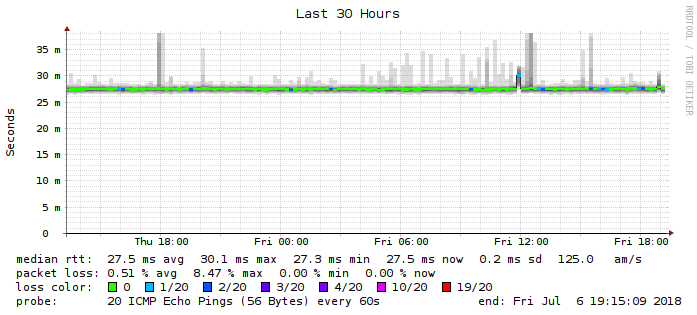 Last 30 Hours
RRDTOOL / TOBI OETIKER
Seconds
35 m
30 m
25 m
20 m
15 m
10 m
5 m
0
Thu 18:00 Fri 00:00 Fri 06:00 Fri 12:00 Fri 18:00
median rtt: 27.5 ms avg 30.1 ms max 27.3 ms min 27.5 ms now 0.2 ms sd 125.0 am/s
packet loss: 0.51 % avg 8.47 % max 0.00 % min 0.00 % now
loss color: 0 1/20 2/20 3/20 4/20 10/20 19/20
probe: 20 ICMP Echo Pings (56 Bytes) every 60s end: Fri Jul 6 19:15:09 2018